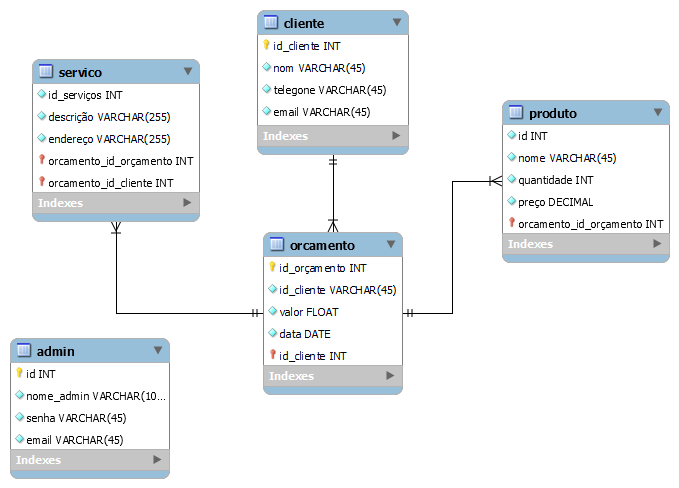 cliente
id_cliente INT
nom VARCHAR(45)
telegone VARCHAR(45)
email VARCHAR(45)
Indexes
servico
id_serviços INT
descrição VARCHAR(255)
endereço VARCHAR(255)
orcamento_id_orçamento INT
orcamento_id_cliente INT
Indexes
produto
id INT
nome VARCHAR(45)
quantidade INT
preço DECIMAL
orcamento_id_orçamento INT
Indexes
orcamento
id_orçamento INT
id_cliente VARCHAR(45)
valor FLOAT
data DATE
id_cliente INT
Indexes
admin
id INT
nome_admin VARCHAR(10...
senha VARCHAR(45)
email VARCHAR(45)
Indexes